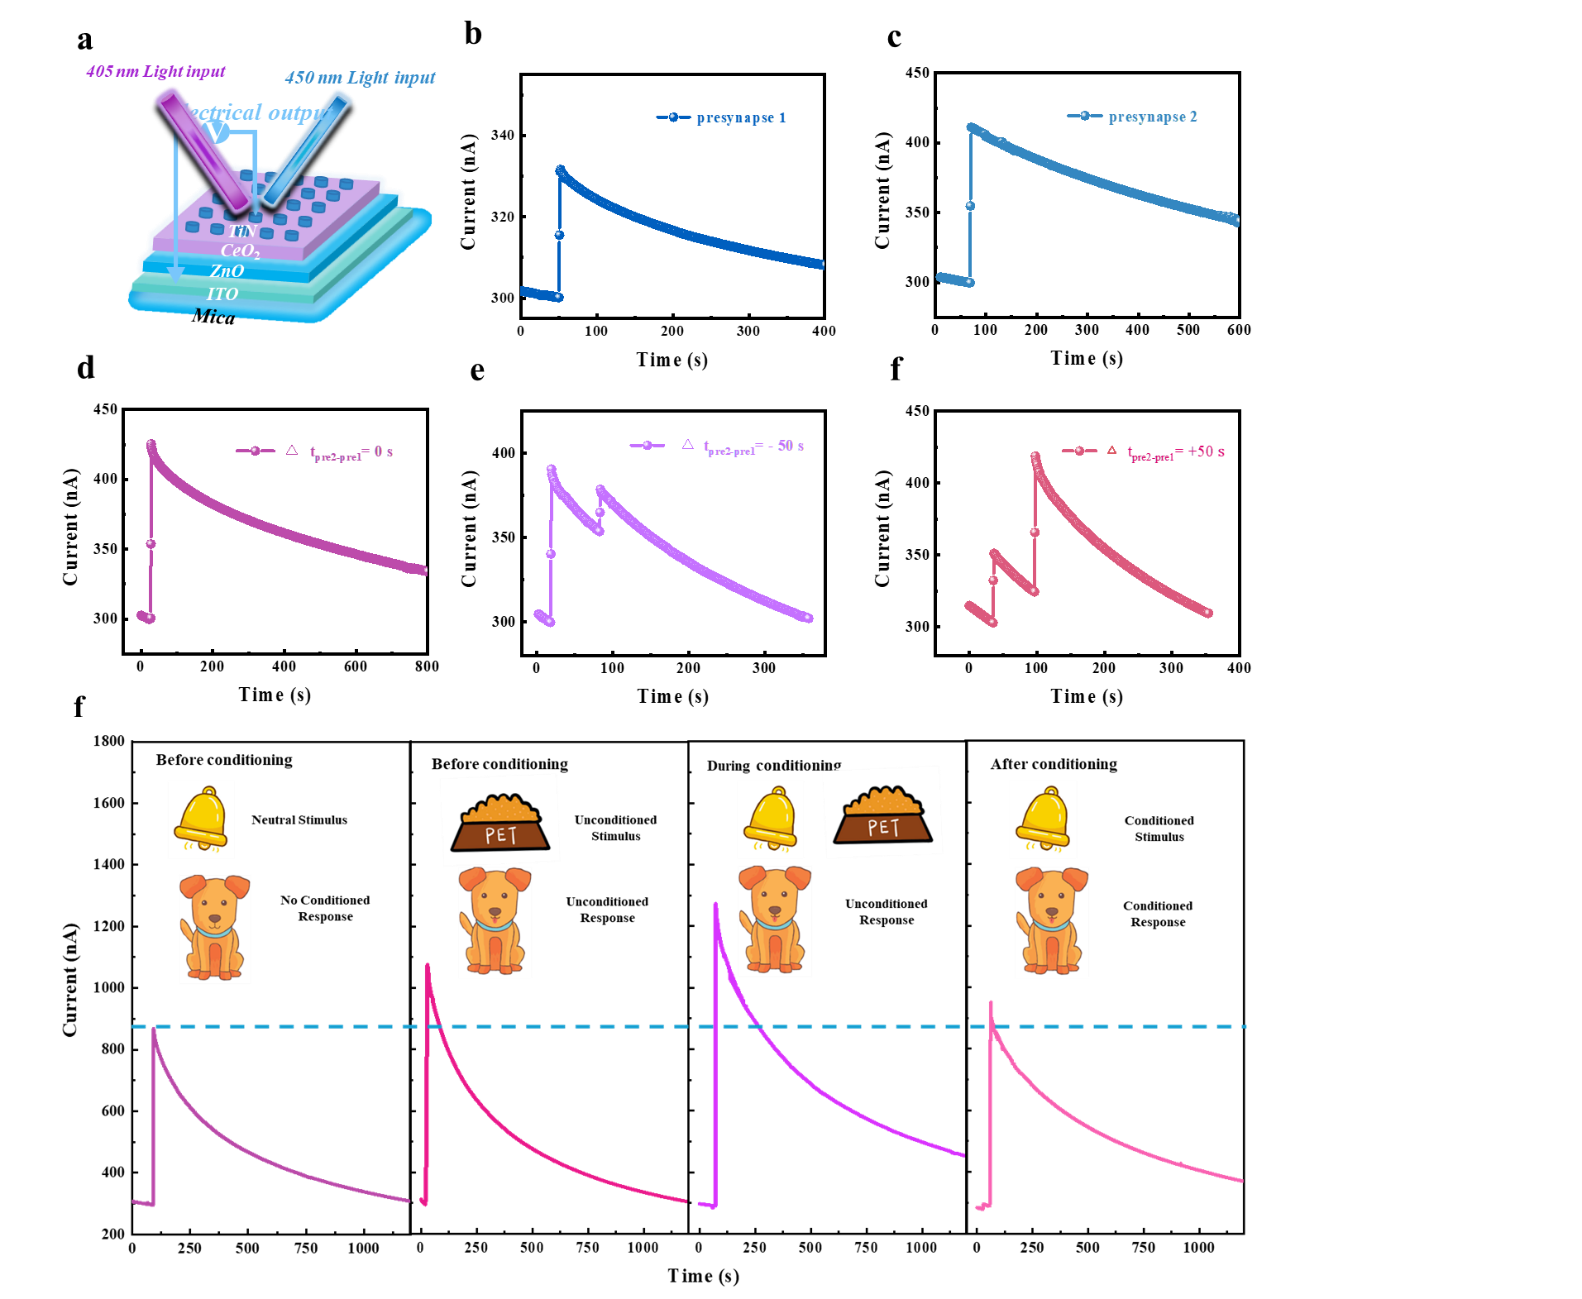 a
405 nm Light input
450 nm Light input
lectrical outpu
V
TiN
CeO2
ZnO
ITO
Mica
b
presynapse 1
Current (nA)
340
320
300
0 100 200 300 400
Time (s)
c
presynapse 2
Current (nA)
450
400
350
300
0 100 200 300 400 500 600
Time (s)
d
△ tpre2-pre1= 0 s
Current (nA)
450
400
350
300
0 200 400 600 800
Time (s)
e
△ tpre2-pre1= - 50 s
Current (nA)
400
350
300
0 100 200 300
Time (s)
f
△ tpre2-pre1= +50 s
Current (nA)
450
400
350
300
0 100 200 300 400
Time (s)
f
Current (nA)
1800
1600
1400
1200
1000
800
600
400
200
Before conditioning
Neutral Stimulus
No Conditioned
Response
0 250 500 750 1000
Before conditioning
PET
Unconditioned
Stimulus
Unconditioned
Response
0 250 500 750 1000
During conditioning
PET
Unconditioned
Response
0 250 500 750 1000
After conditioning
Conditioned
Stimulus
Conditioned
Response
0 250 500 750 1000
Time (s)